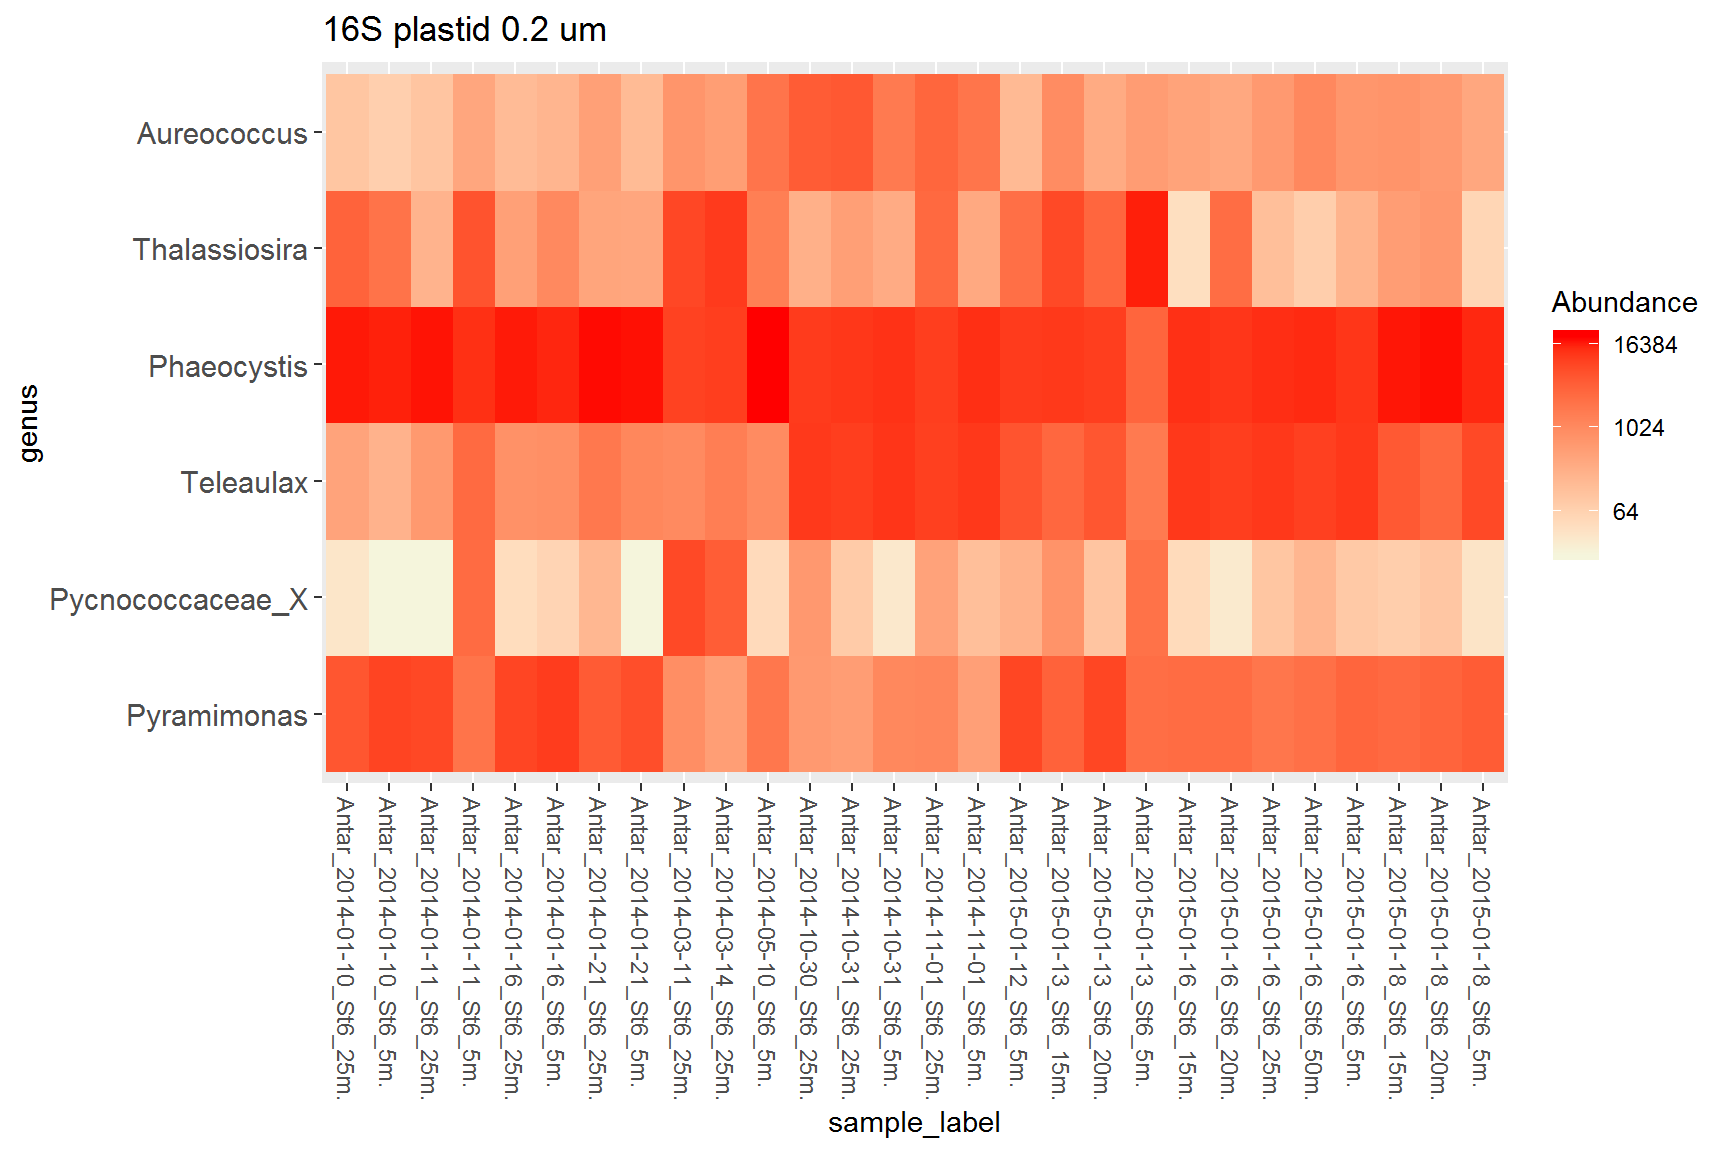 16S plastid 0.2 um
genus
Aureococcus
Thalassiosira
Phaeocystis
Teleaulax
Pycnococcaceae_X
Pyramimonas
Abundance
16384
1024
64
Antar_2014-01-10_St6_25m.
Antar_2014-01-10_St6_5m.
Antar_2014-01-11_St6_25m.
Antar_2014-01-11_St6_5m.
Antar_2014-01-16_St6_25m.
Antar_2014-01-16_St6_5m.
Antar_2014-01-21_St6_25m.
Antar_2014-01-21_St6_5m.
Antar_2014-03-11_St6_25m.
Antar_2014-03-14_St6_25m.
Antar_2014-05-10_St6_5m.
Antar_2014-10-30_St6_25m.
Antar_2014-10-31_St6_25m.
Antar_2014-10-31_St6_5m.
Antar_2014-11-01_St6_25m.
Antar_2014-11-01_St6_5m.
Antar_2015-01-12_St6_5m.
Antar_2015-01-13_St6_15m.
Antar_2015-01-13_St6_20m.
Antar_2015-01-13_St6_5m.
Antar_2015-01-16_St6_15m.
Antar_2015-01-16_St6_20m.
Antar_2015-01-16_St6_25m.
Antar_2015-01-16_St6_50m.
Antar_2015-01-16_St6_5m.
Antar_2015-01-18_St6_15m.
Antar_2015-01-18_St6_20m.
Antar_2015-01-18_St6_5m.
sample_label